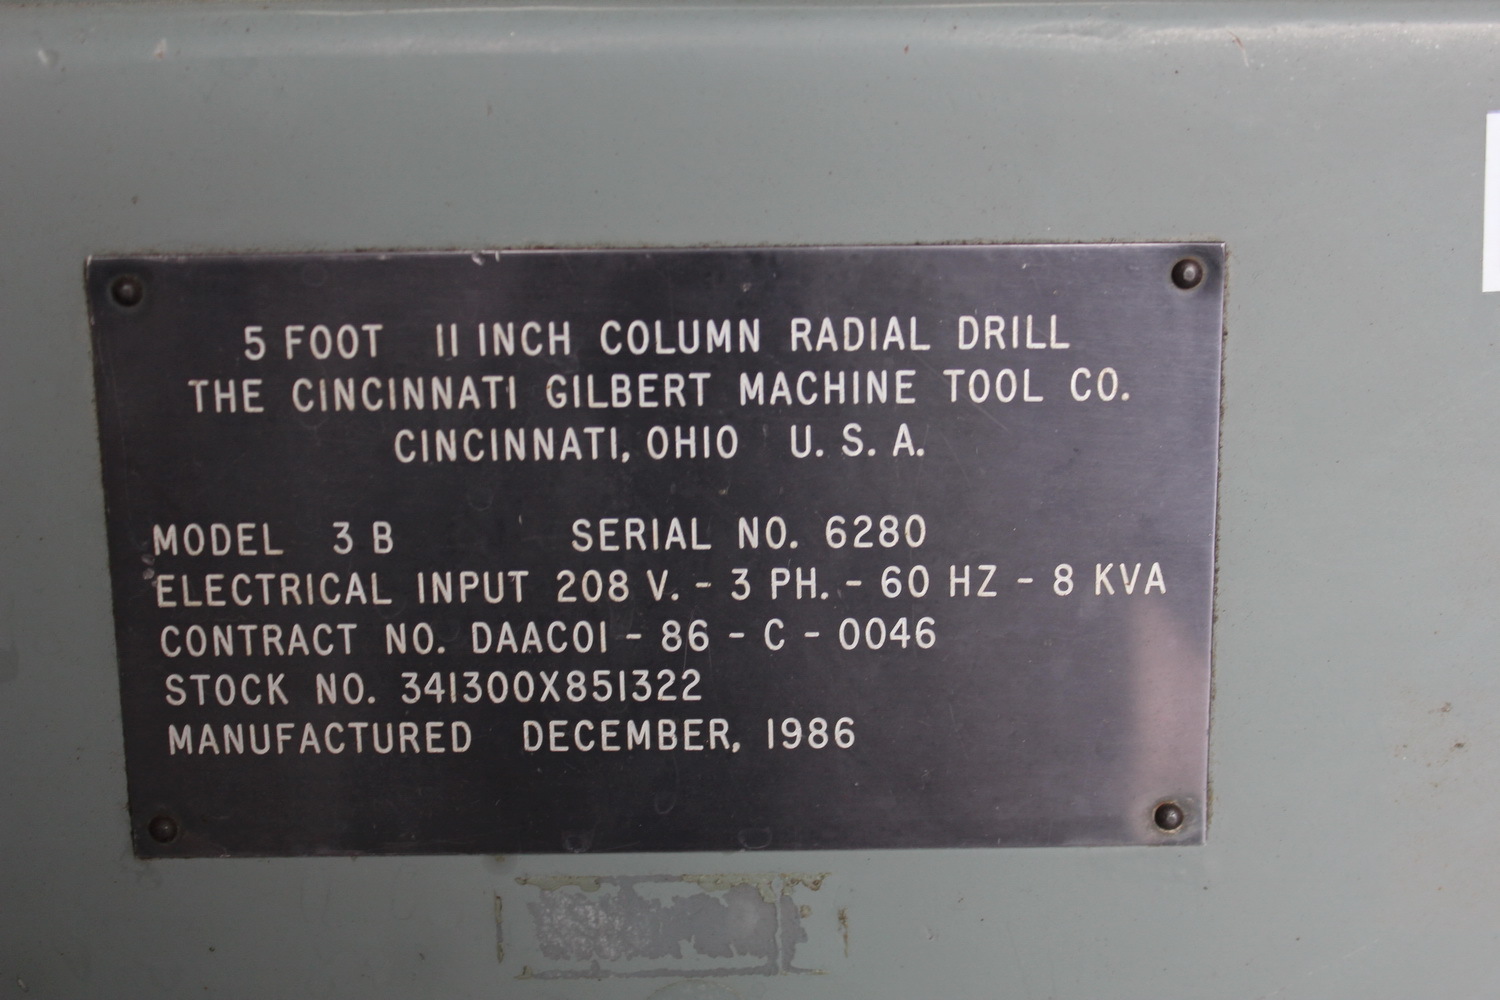 5 FOOT 11 INCH COLUMN RADIAL DRILL
THE CINCINNATI GILBERT MACHINE TOOL CO.
CINCINNATI, OHIO U. S. A.
MODEL 3 B SERIAL NO. 6280
ELECTRICAL INPUT 208 V. - 3 PH. - 60 HZ - 8 KVA
CONTRACT NO. DAAC01 - 86 - C - 0046
STOCK NO. 341300X851322
MANUFACTURED DECEMBER, 1986